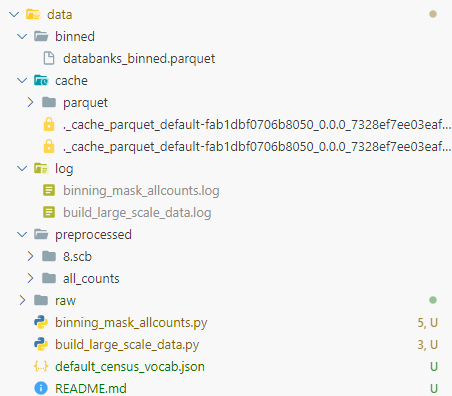 data
binned
databanks_binned.parquet
cache
parquet
._cache_parquet_default-fab1dbf0706b8050_0.0.0_7328ef7ee03eaf...
._cache_parquet_default-fab1dbf0706b8050_0.0.0_7328ef7ee03eaf...
log
binning_mask_allcounts.log
build_large_scale_data.log
preprocessed
8.scb
all_counts
raw
binning_mask_allcounts.py 5, U
build_large_scale_data.py 3, U
default_census_vocab.json U
README.md U